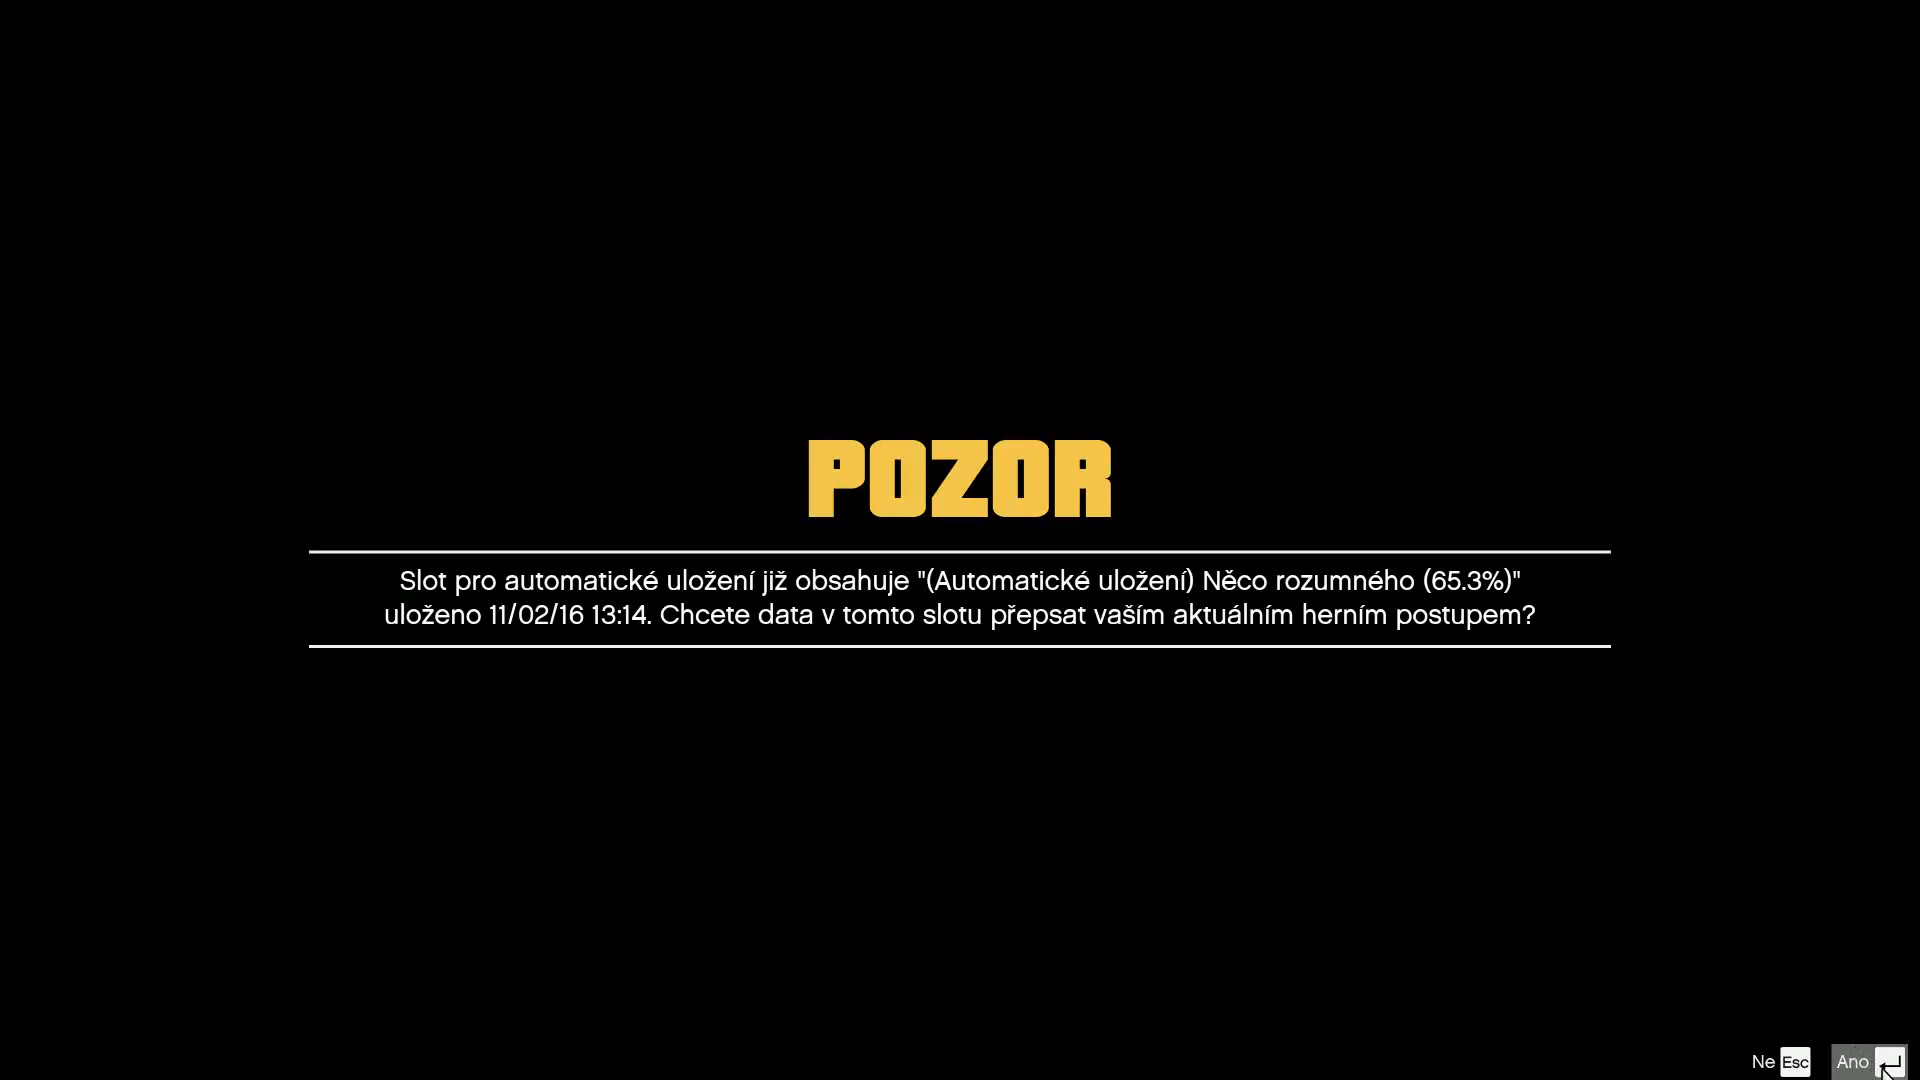 POZOR
Slot pro automatické uložení již obsahuje "(Automatické uložení) Něco rozumného (65.3%)"
uloženo 11/02/16 13:14. Chcete data v tomto slotu přepsat vaším aktuálním herním postupem?
Ne Esc Ano